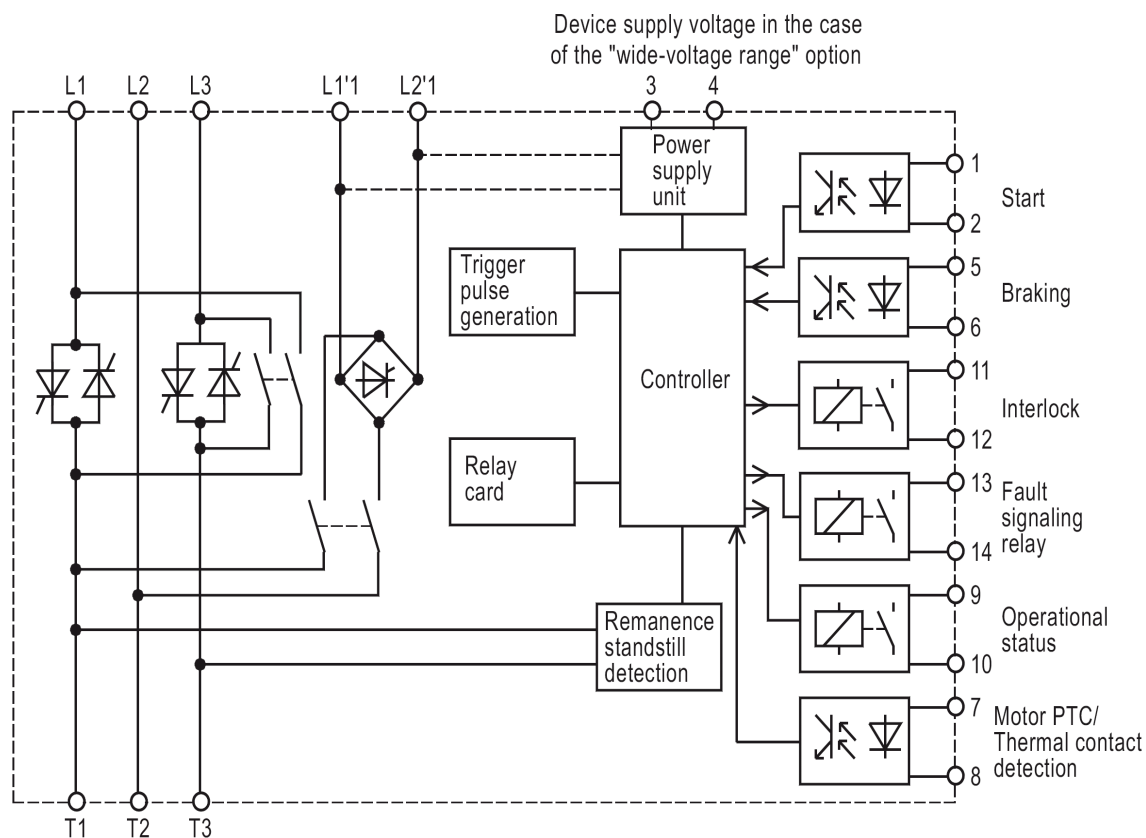 Device supply voltage in the case
of the "wide-voltage range" option
L1 L2 L3 L1'1 L2'1 3 4
Power
supply
unit
1
Start
2
Trigger
pulse
generation
5
Braking
6
Controller
11
Interlock
12
Relay
card
13
Fault
signaling
relay
14
9
Operational
status
10
Remanence
standstill
detection
7
Motor PTC/
Thermal contact
detection
8
T1 T2 T3